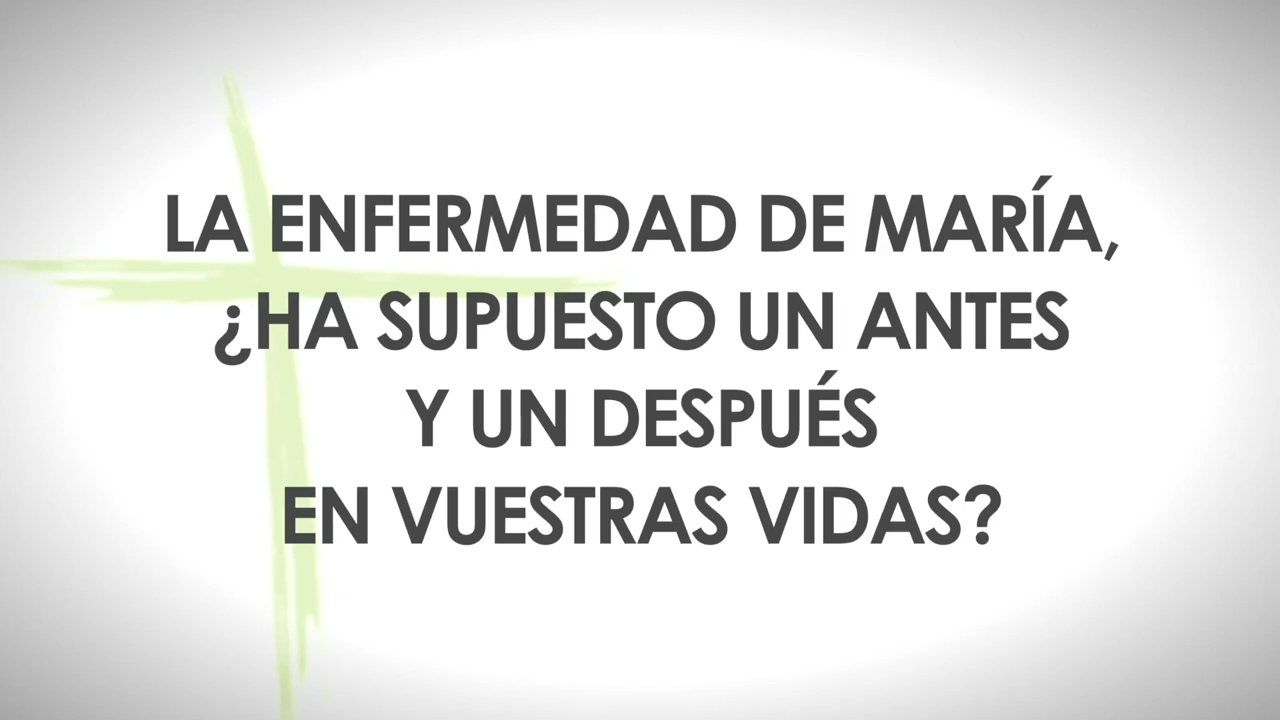 LA ENFERMEDAD DE MARÍA,
¿HA SUPUESTO UN ANTES
Y UN DESPUÉS
EN VUESTRAS VIDAS?